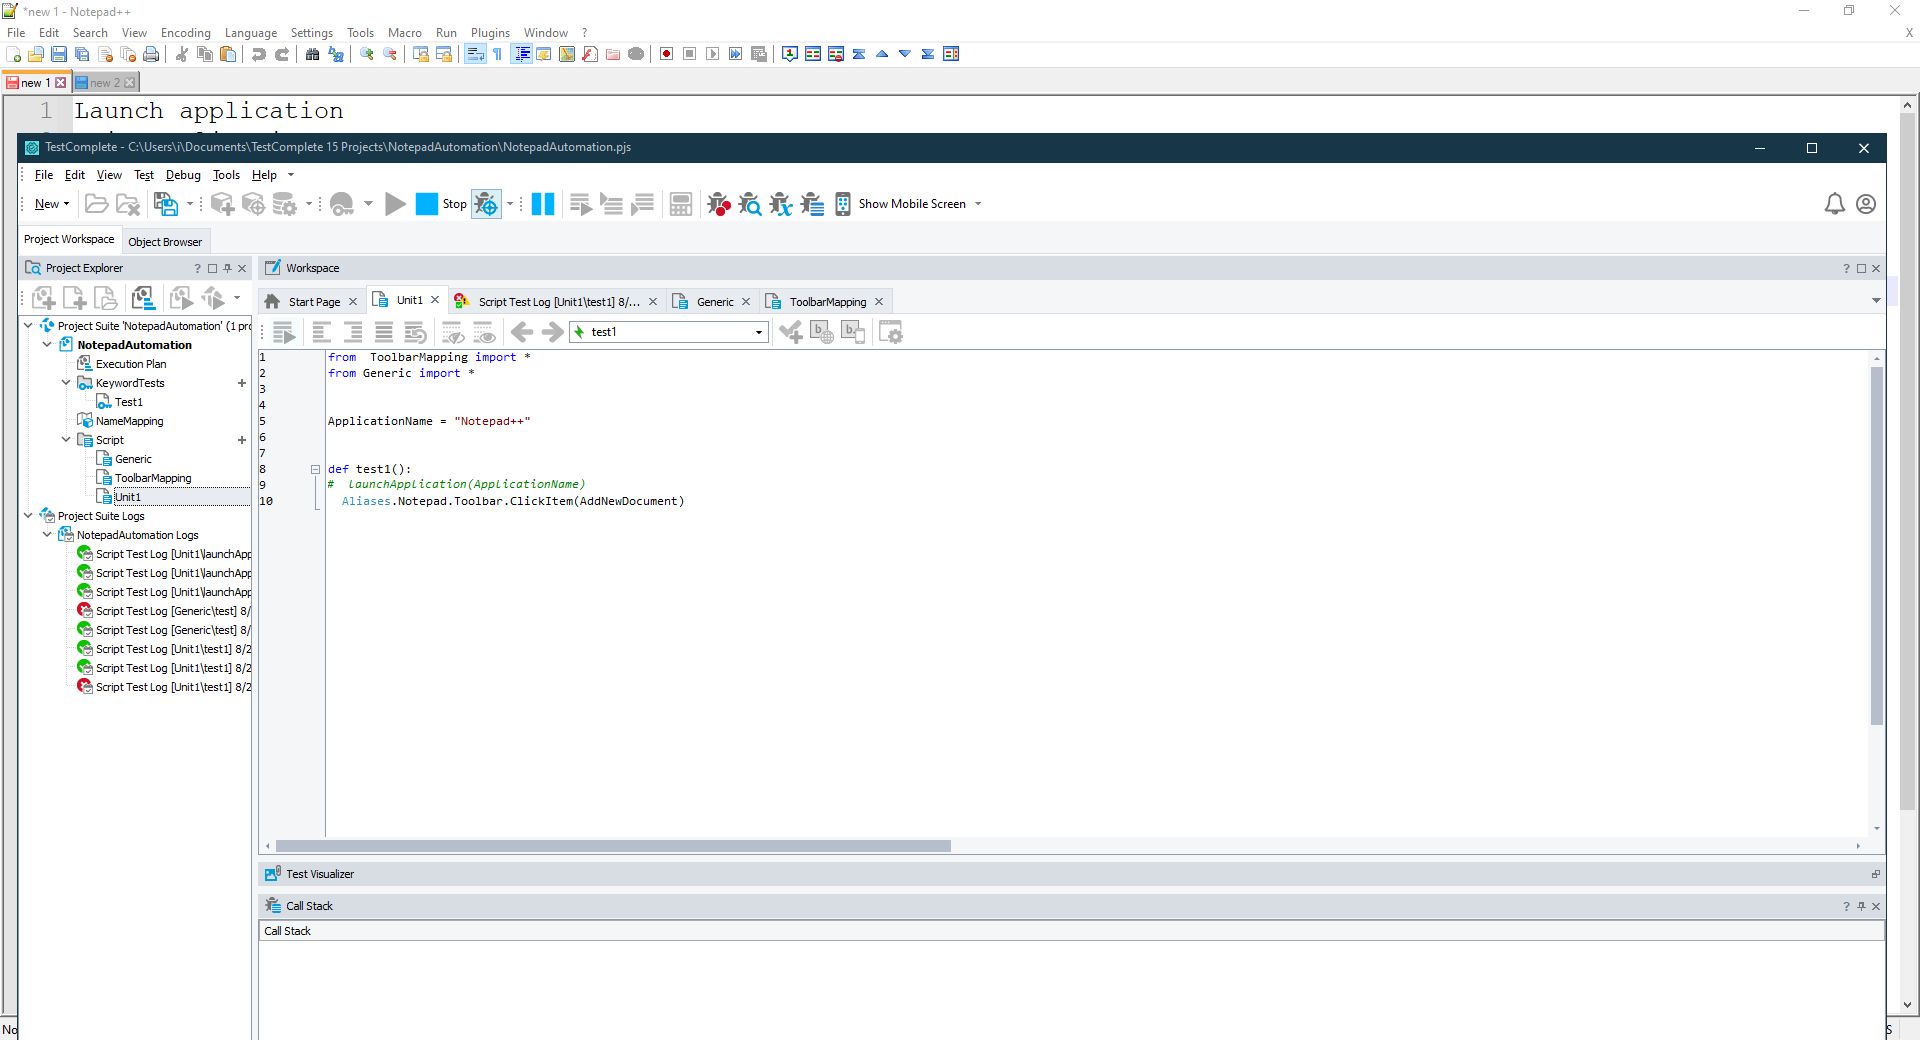 *new 1 - Notepad++
File Edit Search View Encoding Language Settings Tools Macro Run Plugins Window ? X
new 1 new 2
1 Launch application
TestComplete - C:\Users\i\Documents\TestComplete 15 Projects\NotepadAutomation\NotepadAutomation.pjs
File Edit View Test Debug Tools Help
New Stop Show Mobile Screen
Project Workspace Object Browser
Project Explorer
Workspace
Start Page Unit1 Script Test Log [Unit1\test1] 8/... Generic ToolbarMapping
test1
Project Suite 'NotepadAutomation' (1 pro
NotepadAutomation
Execution Plan
KeywordTests
Test1
NameMapping
Script
Generic
ToolbarMapping
Unit1
Project Suite Logs
NotepadAutomation Logs
Script Test Log [Unit1\launchApp
Script Test Log [Unit1\launchApp
Script Test Log [Unit1\launchApp
Script Test Log [Generic\test] 8/
Script Test Log [Generic\test] 8/
Script Test Log [Unit1\test1] 8/2
Script Test Log [Unit1\test1] 8/2
Script Test Log [Unit1\test1] 8/2
1 from  ToolbarMapping import *
2 from Generic import *
3
4
5 ApplicationName = "Notepad++"
6
7
8 def test1():
9 #  launchApplication(ApplicationName)
10   Aliases.Notepad.Toolbar.ClickItem(AddNewDocument)
Test Visualizer
Call Stack
Call Stack
No
S